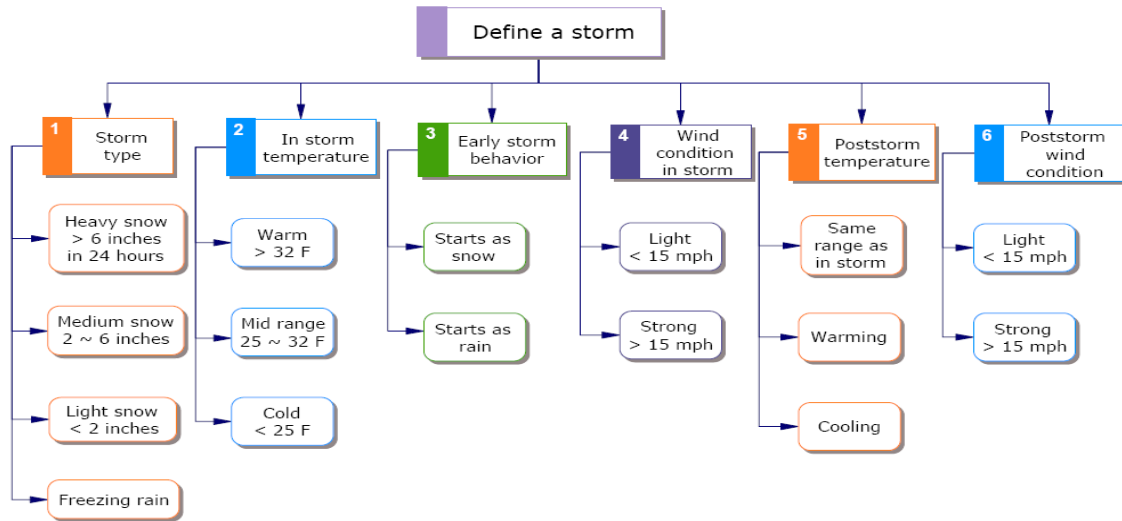 Define a storm
1
Storm
type
Heavy snow
> 6 inches
in 24 hours
Medium snow
2 ~ 6 inches
Light snow
< 2 inches
Freezing rain
2
In storm
temperature
Warm
> 32 F
Mid range
25 ~ 32 F
Cold
< 25 F
3
Early storm
behavior
Starts as
snow
Starts as
rain
4
Wind
condition
in storm
Light
< 15 mph
Strong
> 15 mph
5
Poststorm
temperature
Same
range as
in storm
Warming
Cooling
6
Poststorm
wind
condition
Light
< 15 mph
Strong
> 15 mph